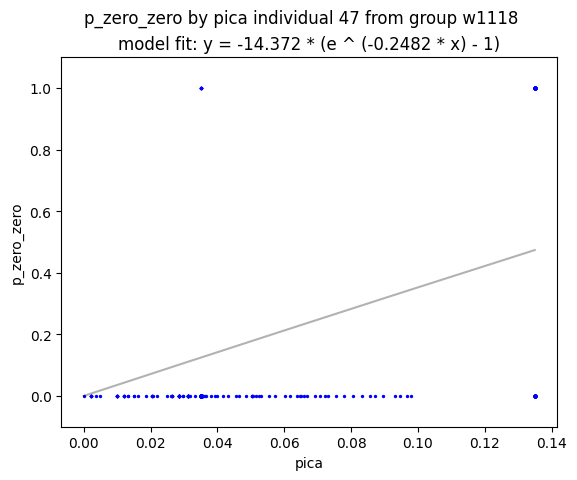 p_zero_zero by pica individual 47 from group w1118
model fit: y = -14.372 * (e ^ (-0.2482 * x) - 1)
1.0
0.8
0.6
0.4
0.2
0.0
p_zero_zero
0.00 0.02 0.04 0.06 0.08 0.10 0.12 0.14
pica